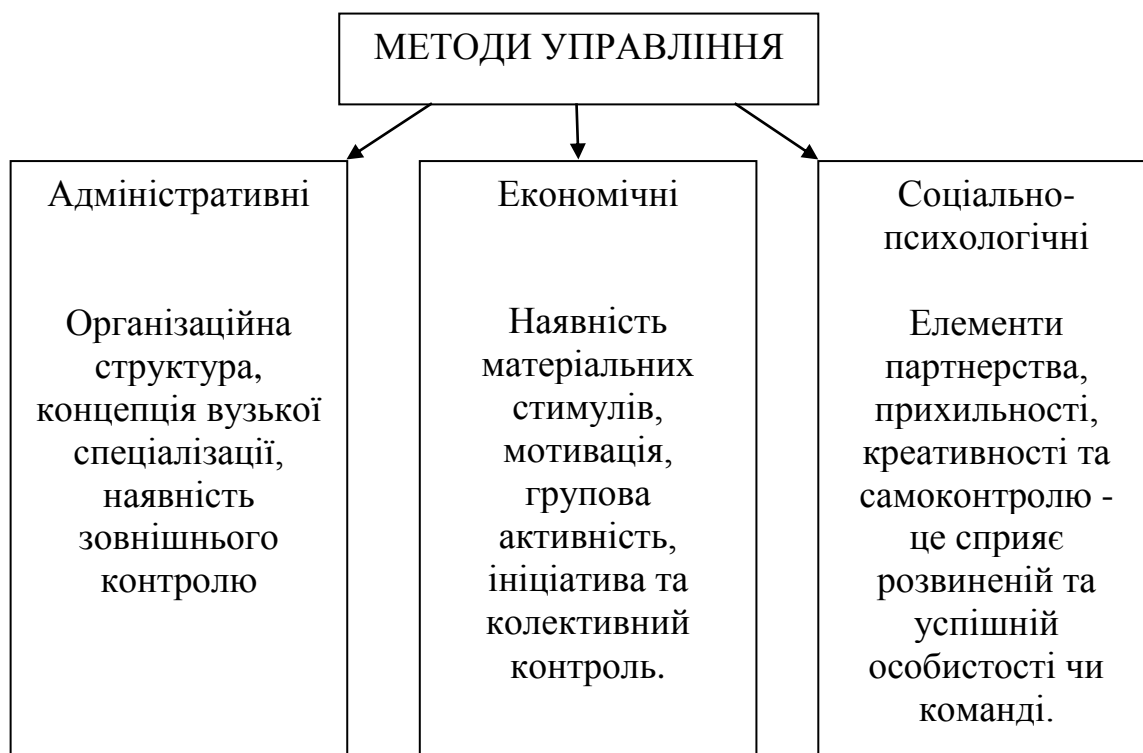 МЕТОДИ УПРАВЛІННЯ
Адміністративні
Організаційна
структура,
концепція вузької
спеціалізації,
наявність
зовнішнього
контролю
Економічні
Наявність
матеріальних
стимулів,
мотивація,
групова
активність,
ініціатива та
колективний
контроль.
Соціально-
психологічні
Елементи
партнерства,
прихильності,
креативності та
самоконтролю -
це сприяє
розвиненій та
успішній
особистості чи
команді.